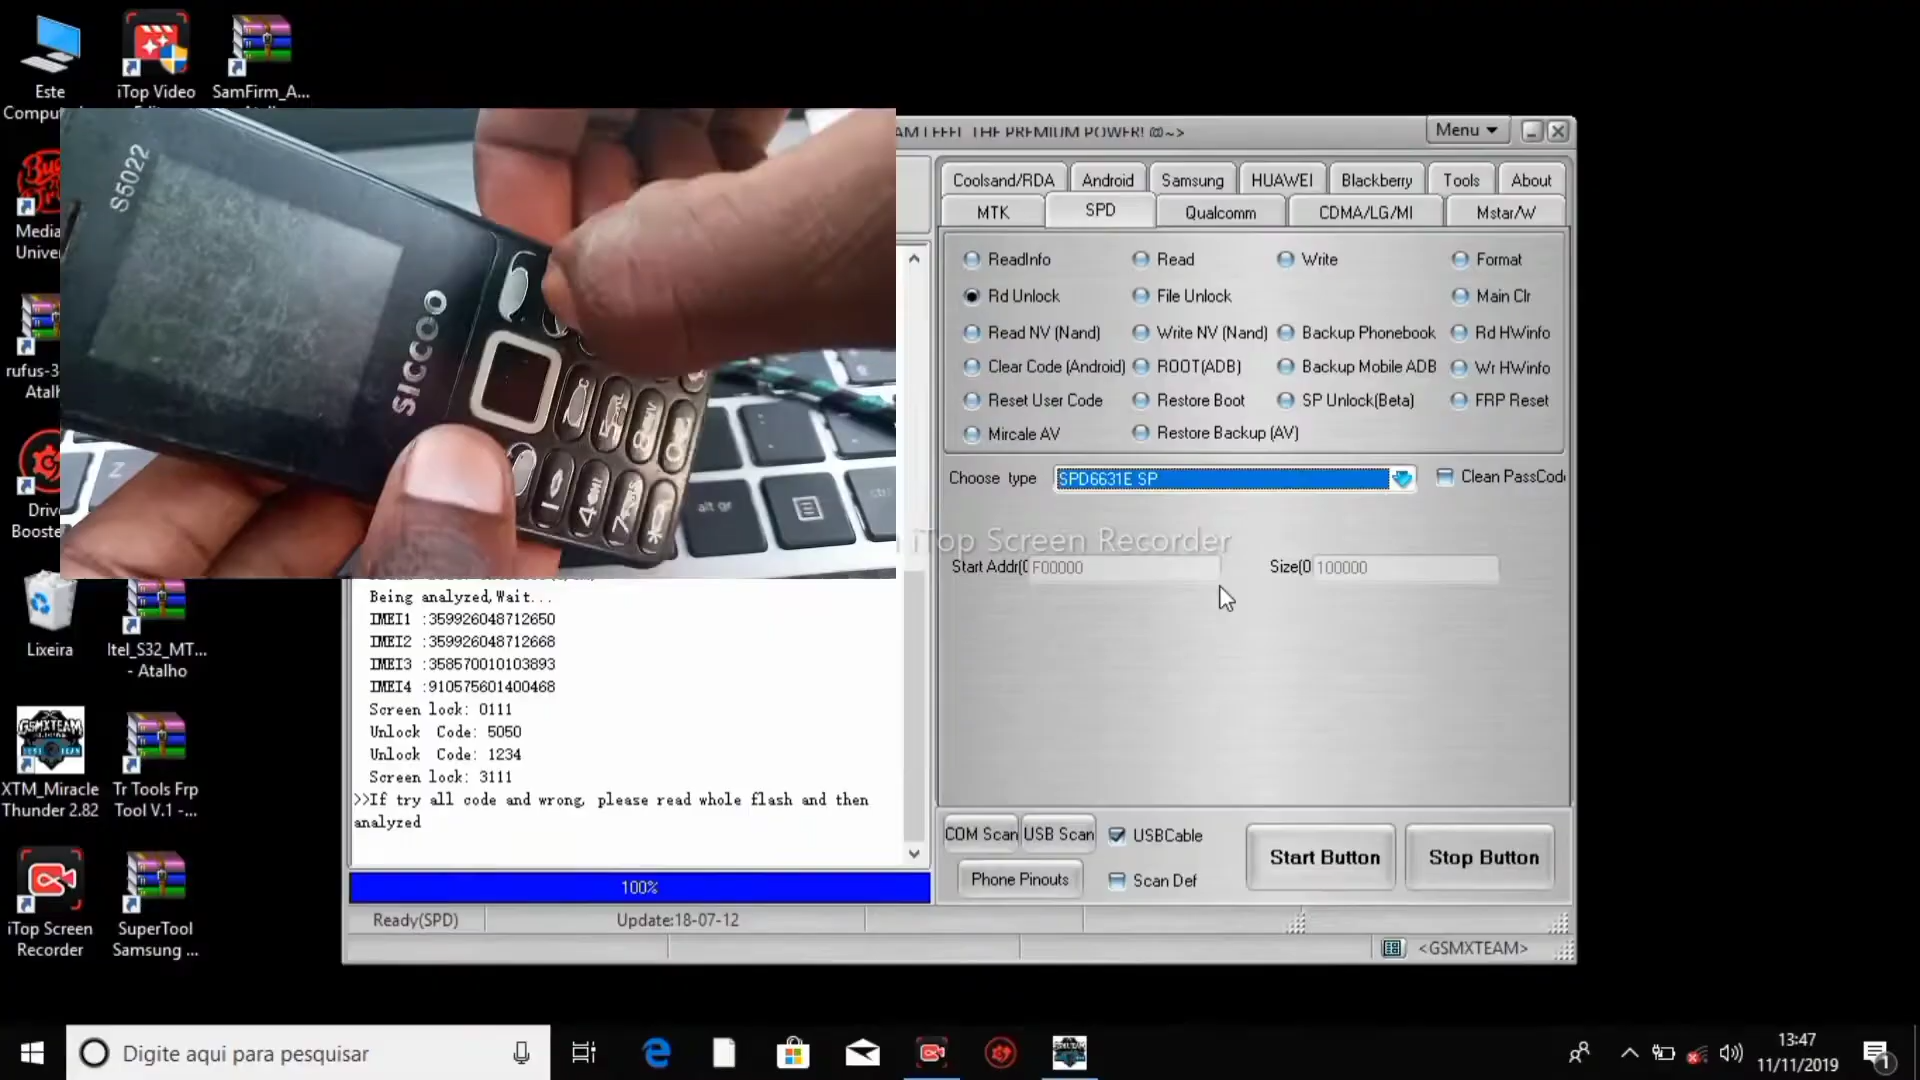 Este
Comput
iTop Video
SamFirm_A...
Media
Unive
rufus-3
Atal
Drive
Booste
Lixeira
Itel_S32_MT...
- Atalho
GSMXTEAM
XTM_Miracle
Thunder 2.82
Tr Tools Frp
Tool V.1 -...
iTop Screen
Recorder
SuperTool
Samsung ...
S5022
SICCOO
alt gr
ctrl
Z
THE PREMIUM POWER! @~>
Menu
Coolsand/RDA
Android
Samsung
HUAWEI
Blackberry
Tools
About
MTK
SPD
Qualcomm
CDMA/LG/MI
Mstar/W
ReadInfo
Read
Write
Format
Rd Unlock
File Unlock
Main Clr
Read NV (Nand)
Write NV (Nand)
Backup Phonebook
Rd HWinfo
Clear Code (Android)
ROOT(ADB)
Backup Mobile ADB
Wr HWinfo
Reset User Code
Restore Boot
SP Unlock(Beta)
FRP Reset
Mircale AV
Restore Backup (AV)
Choose type
SPD6631E SP
Clean PassCod
iTop Screen Recorder
Start Addr(0
F00000
Size(0
100000
Being analyzed,Wait...
IMEI1 :359926048712650
IMEI2 :359926048712668
IMEI3 :358570010103893
IMEI4 :910575601400468
Screen lock: 0111
Unlock Code: 5050
Unlock Code: 1234
Screen lock: 3111
>>If try all code and wrong, please read whole flash and then
analyzed
100%
COM Scan
USB Scan
USBCable
Phone Pinouts
Scan Def
Start Button
Stop Button
Ready(SPD)
Update:18-07-12
<GSMXTEAM>
Digite aqui para pesquisar
13:47
11/11/2019
1